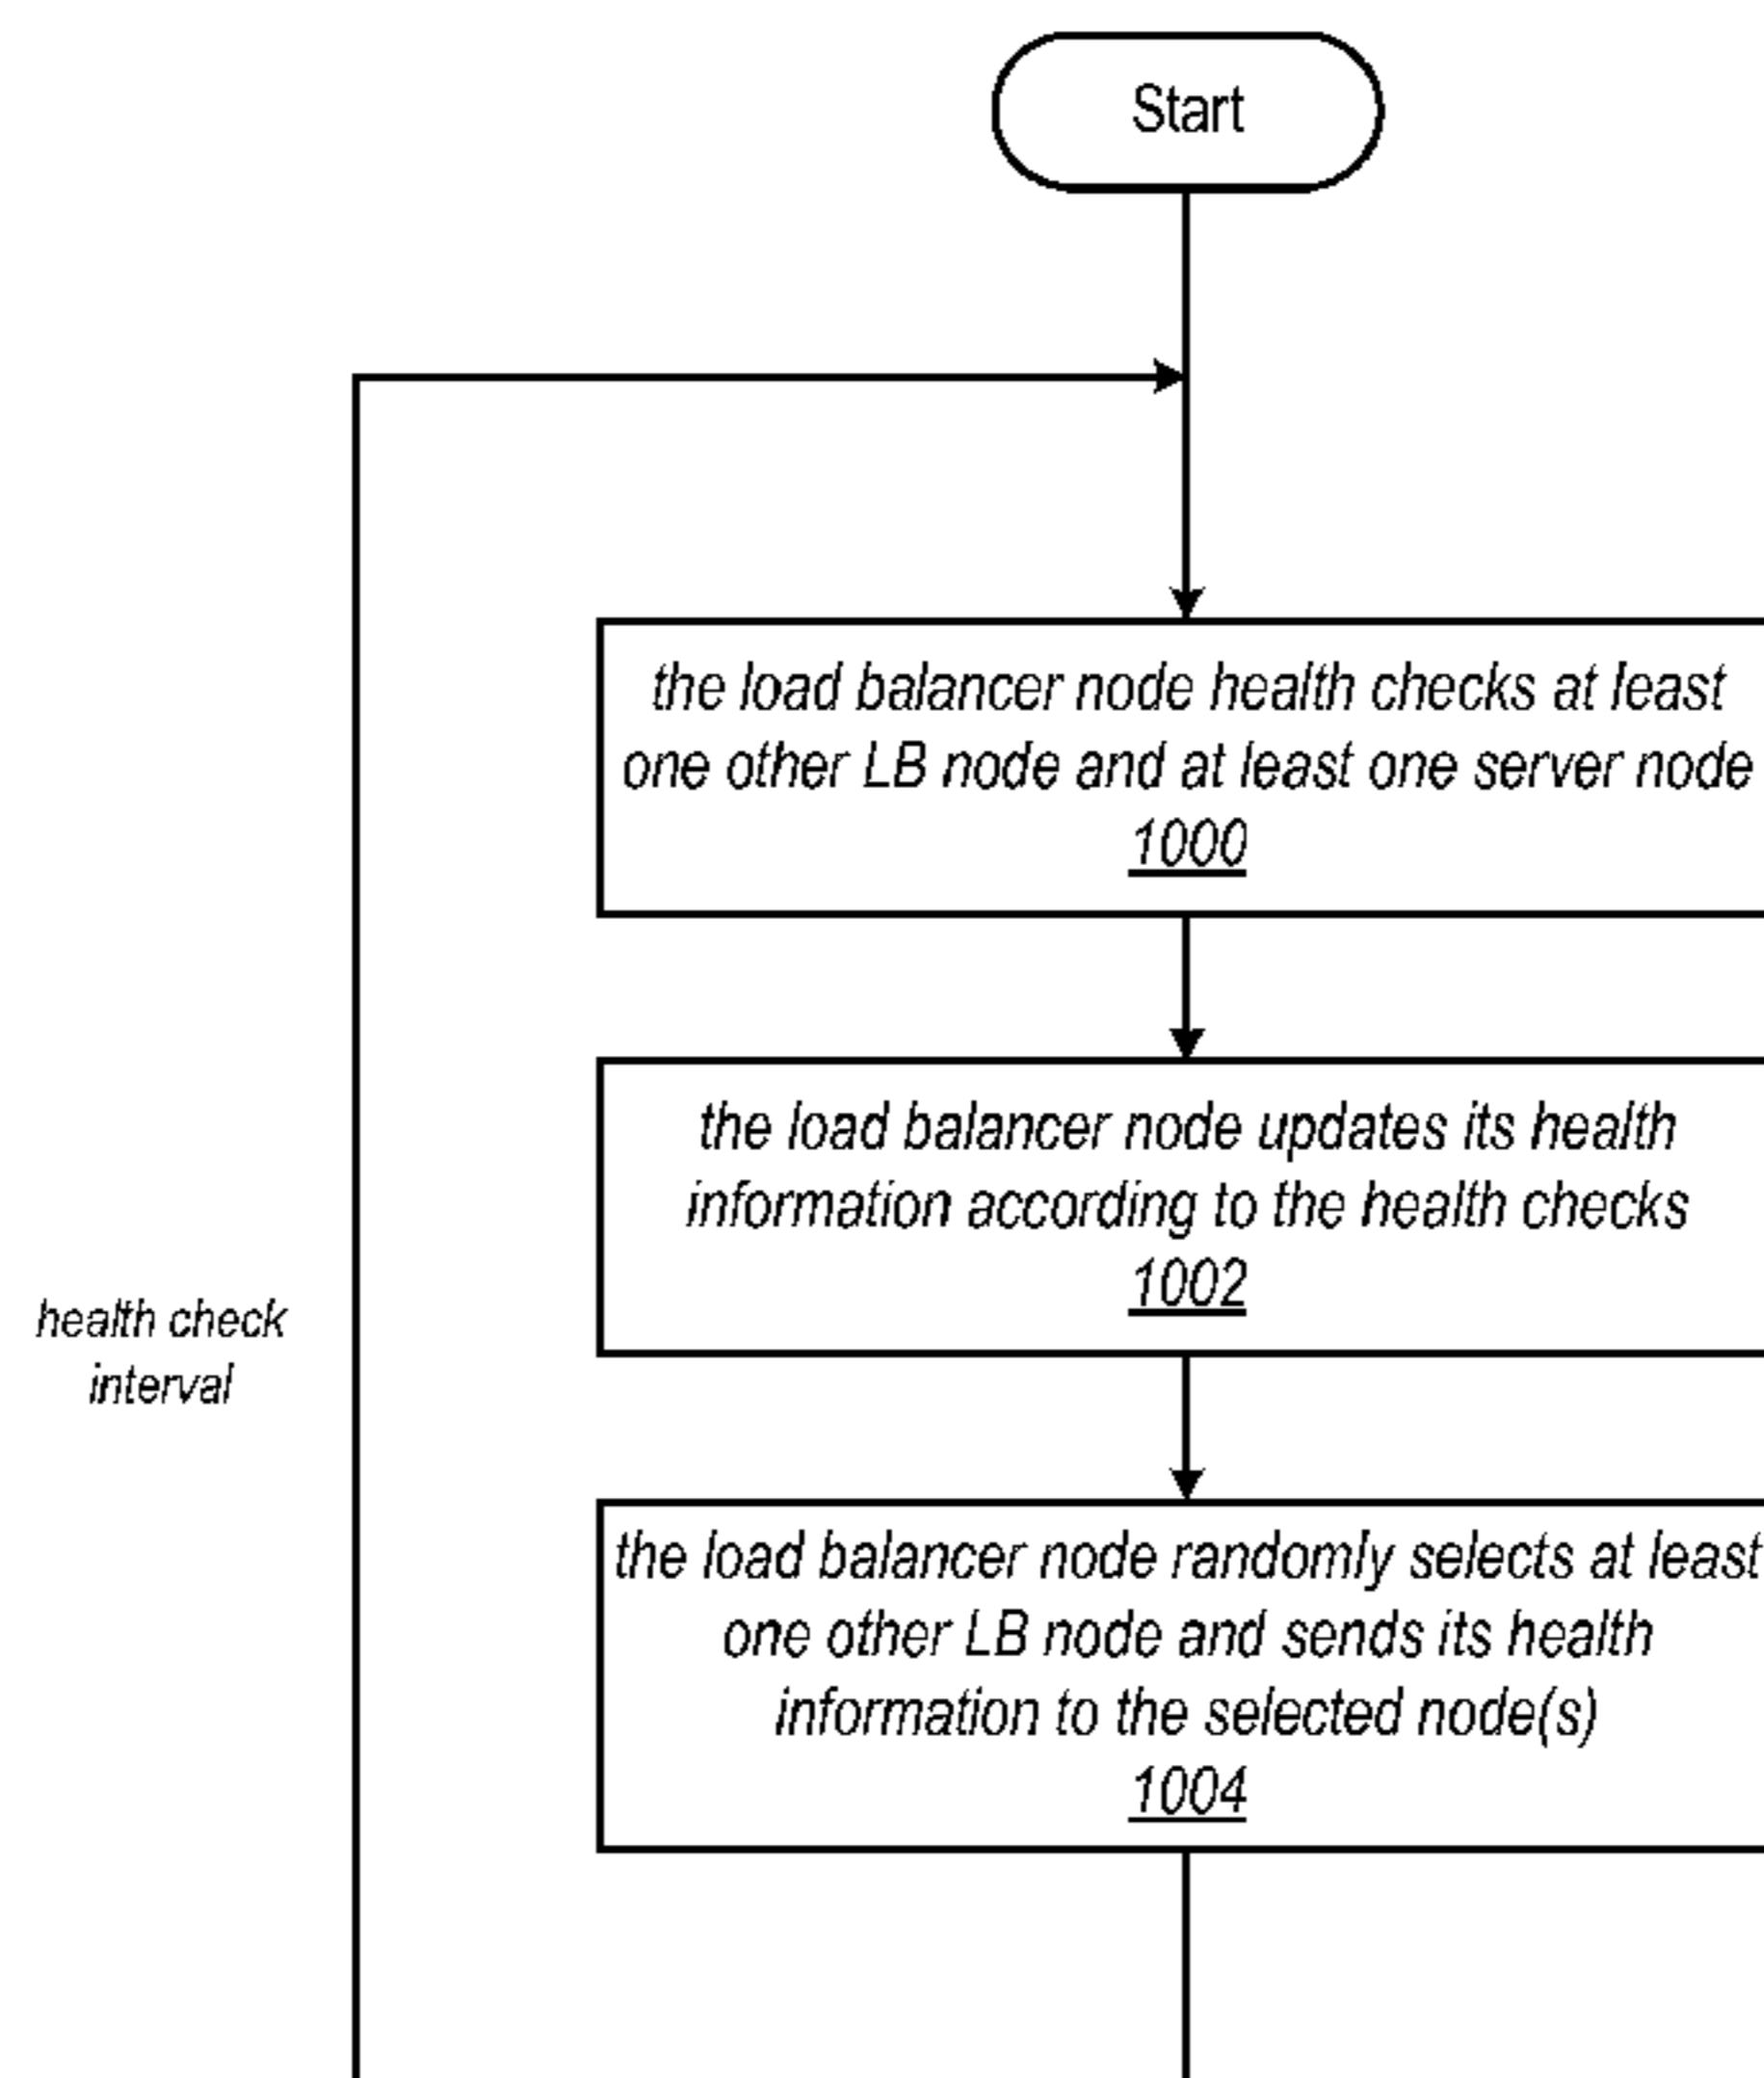 Start
the load balancer node health checks at least
one other LB node and at least one server node
1000
the load balancer node updates its health
information according to the health checks
1002
health check
interval
the load balancer node randomly selects at least
one other LB node and sends its health
information to the selected node(s)
1004